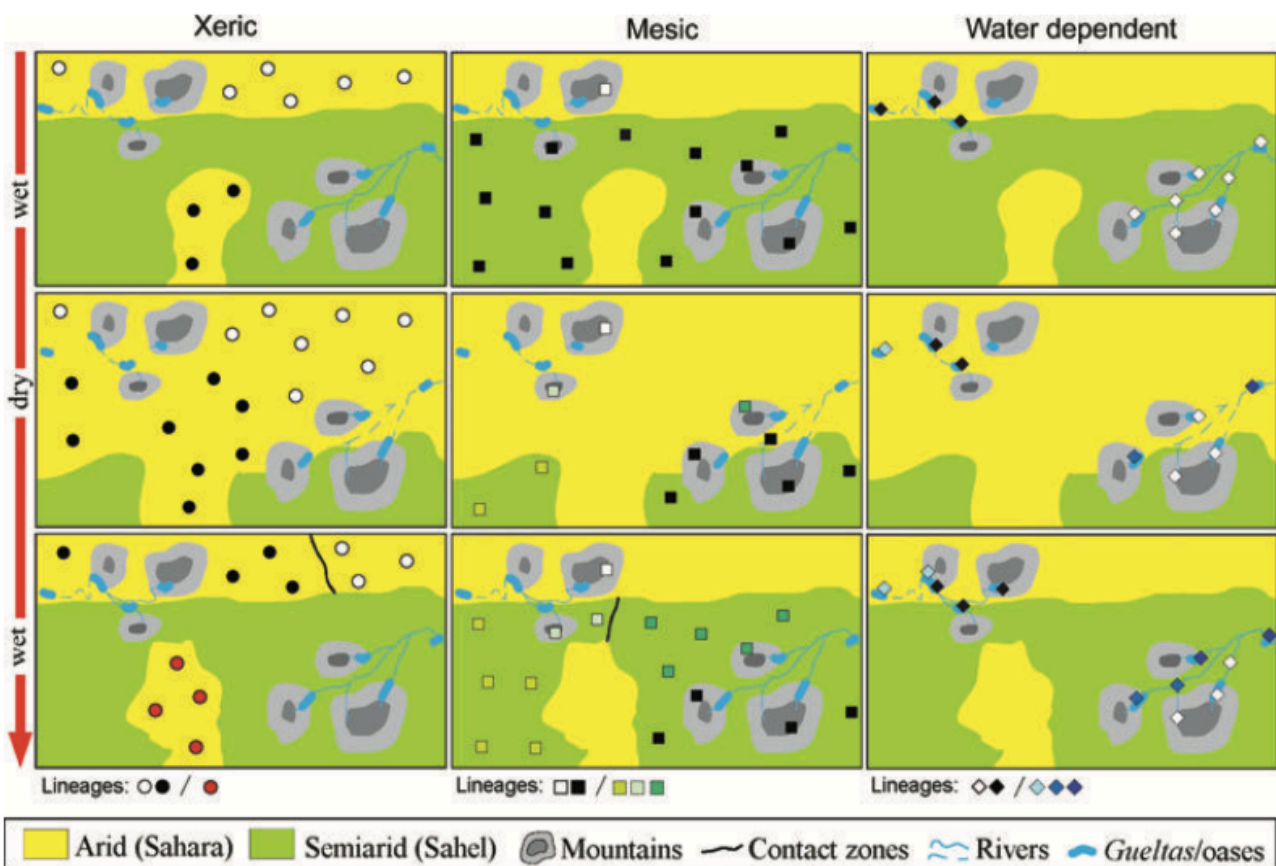 Xeric
Mesic
Water dependent
wet
dry
wet
Lineages: /
Lineages: /
Lineages: /
Arid (Sahara)
Semiarid (Sahel)
Mountains
Contact zones
Rivers
Gueltas/oases